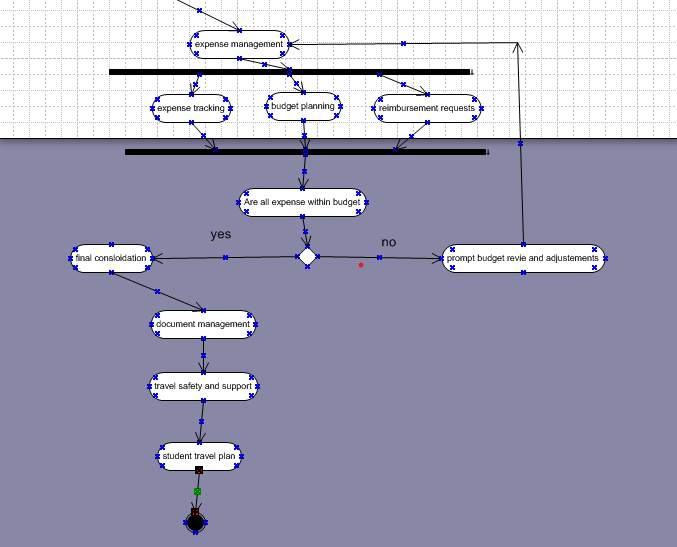 expense management
expense tracking
budget planning
reimbursement requests
Are all expense within budget
yes
no
final consloidation
prompt budget revie and adjustements
document management
travel safety and support
student travel plan